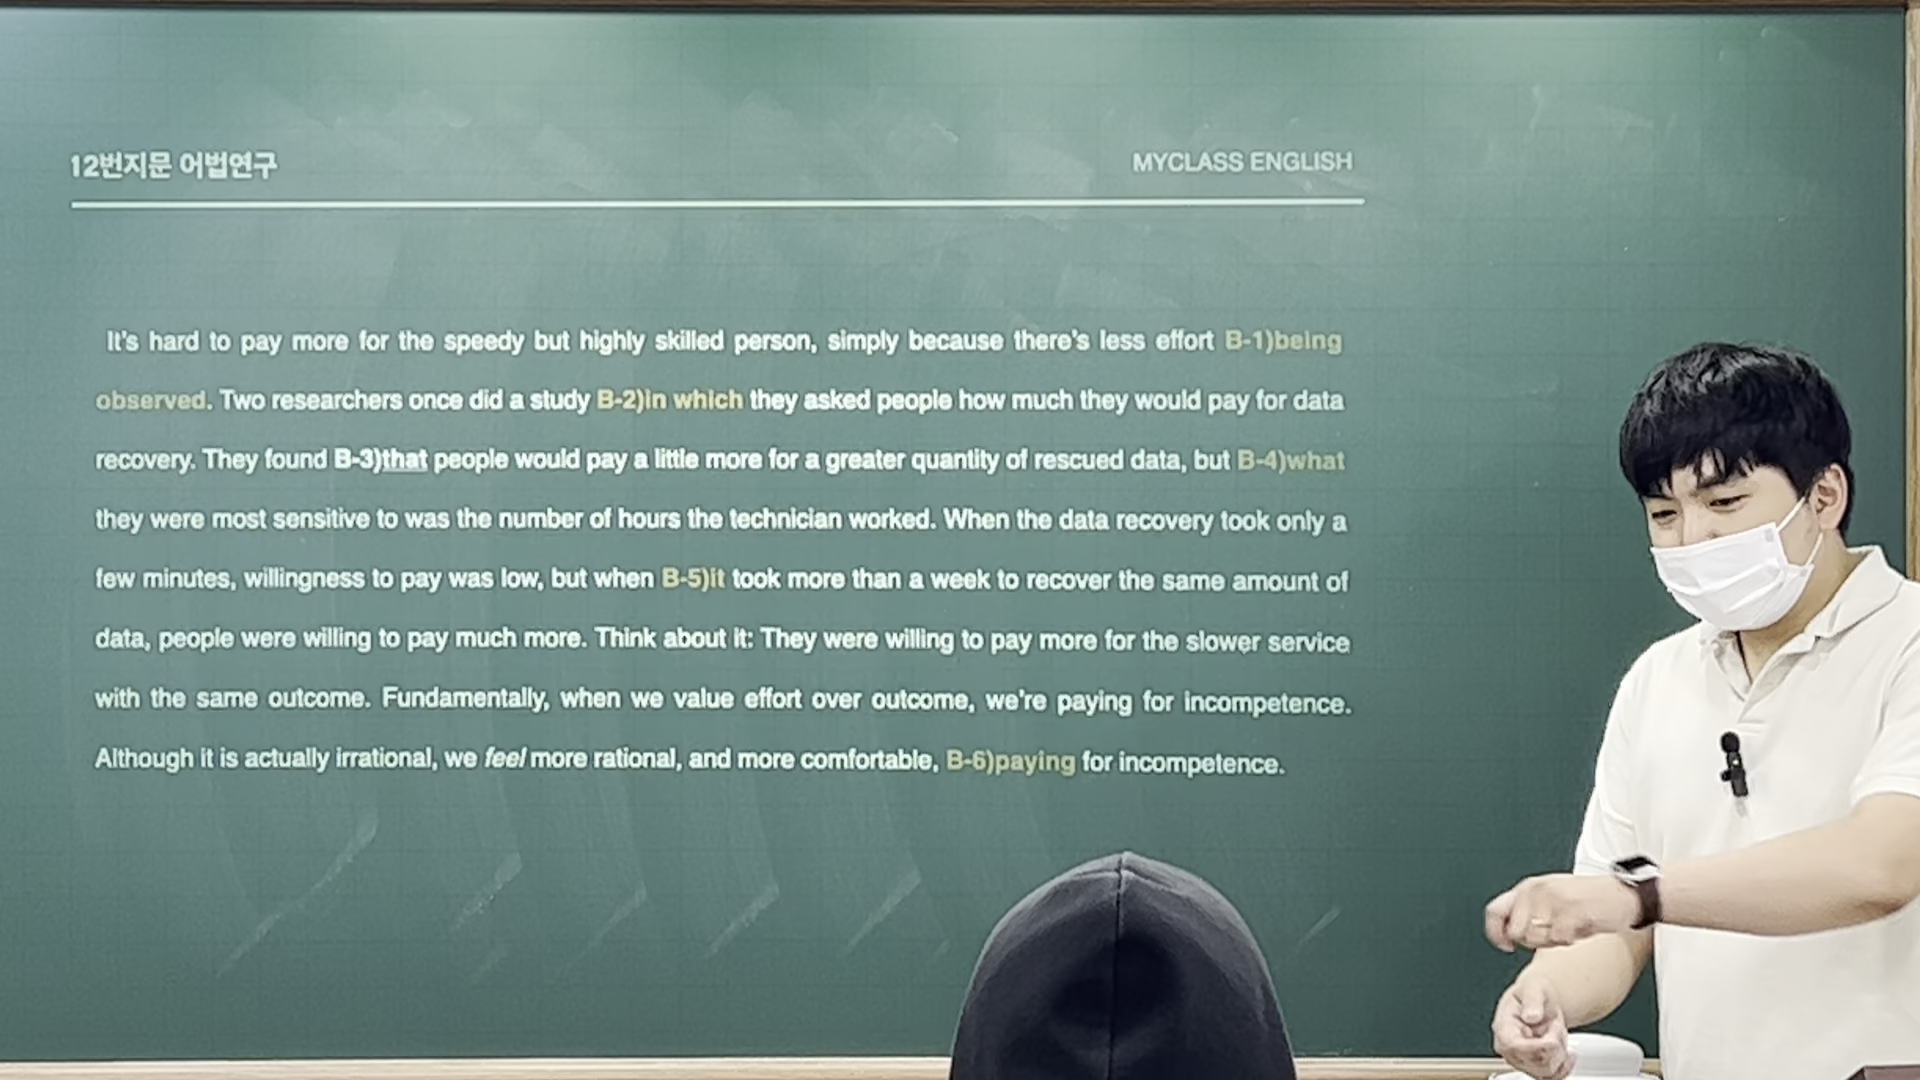 12번지문 어법연구
MYCLASS ENGLISH
It's hard to pay more for the speedy but highly skilled person, simply because there's less effort B-1)being
observed. Two researchers once did a study B-2)in which they asked people how much they would pay for data
recovery. They found B-3)that people would pay a little more for a greater quantity of rescued data, but B-4)what
they were most sensitive to was the number of hours the technician worked. When the data recovery took only a
few minutes, willingness to pay was low, but when B-5)it took more than a week to recover the same amount of
data, people were willing to pay much more. Think about it: They were willing to pay more for the slower service
with the same outcome. Fundamentally, when we value effort over outcome, we're paying for incompetence.
Although it is actually irrational, we feel more rational, and more comfortable, B-6)paying for incompetence.